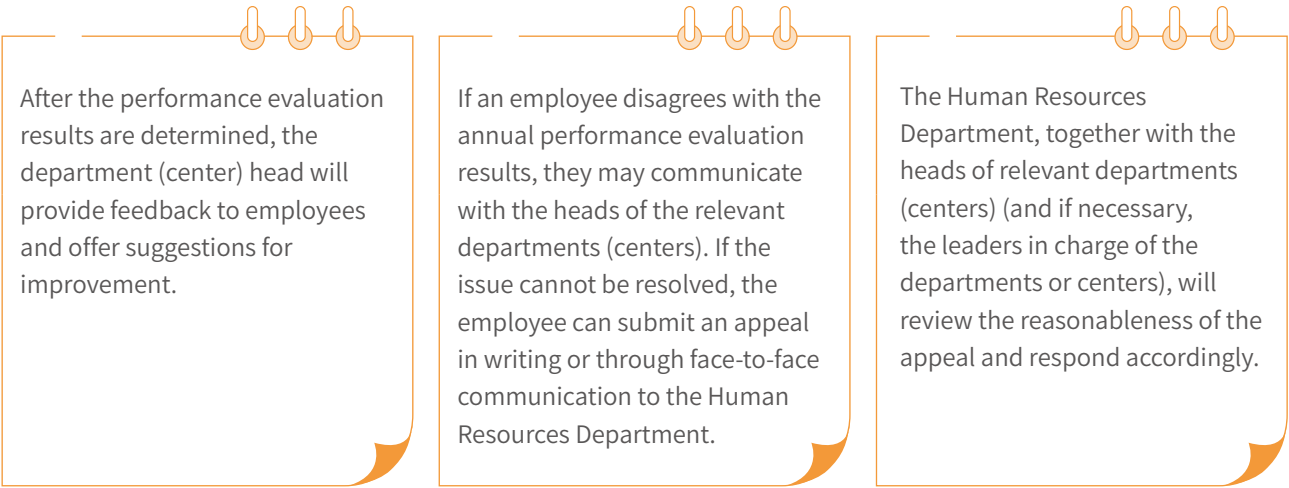 After the performance evaluation
results are determined, the
department (center) head will
provide feedback to employees
and offer suggestions for
improvement.
If an employee disagrees with the
annual performance evaluation
results, they may communicate
with the heads of the relevant
departments (centers). If the
issue cannot be resolved, the
employee can submit an appeal
in writing or through face-to-face
communication to the Human
Resources Department.
The Human Resources
Department, together with the
heads of relevant departments
(centers) (and if necessary,
the leaders in charge of the
departments or centers), will
review the reasonableness of the
appeal and respond accordingly.